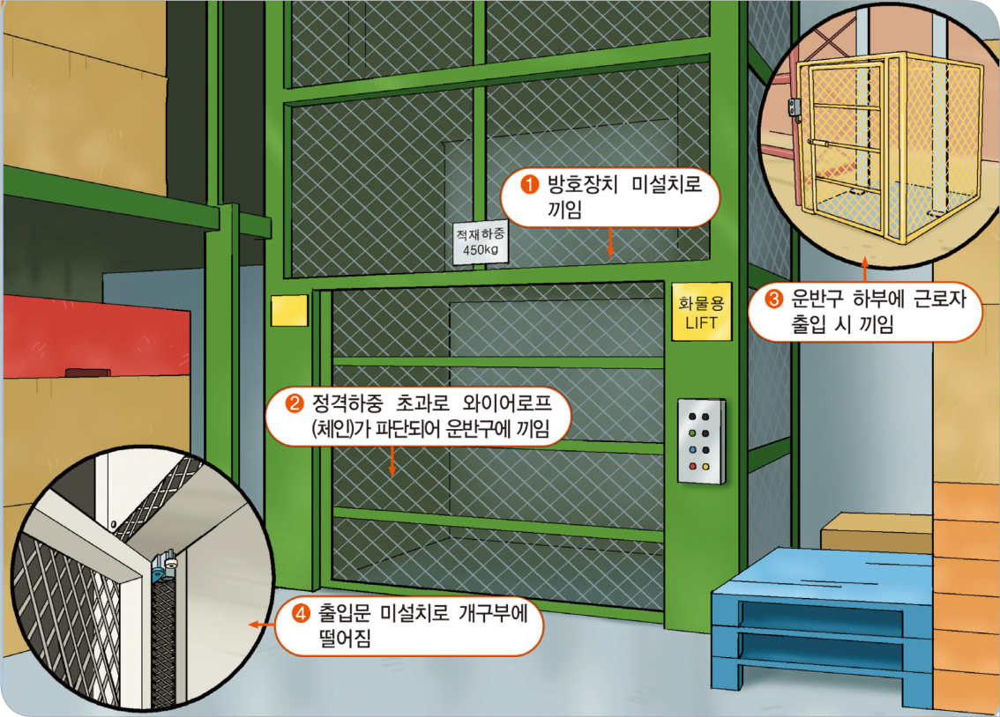 ❶ 방호장치 미설치로
끼임
적재하중
450kg
화물용
LIFT
❸ 운반구 하부에 근로자
출입 시 끼임
❷ 정격하중 초과로 와이어로프
(체인)가 파단되어 운반구에 끼임
❹ 출입문 미설치로 개구부에
떨어짐